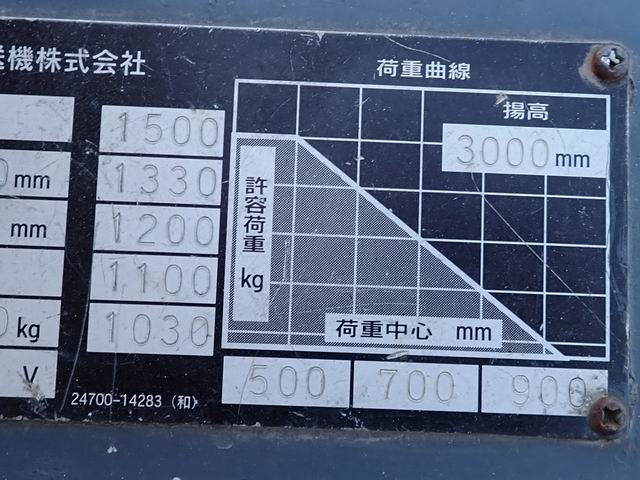 送機株式会社
荷重曲線
揚高
3000mm
1500
1330
1200
1100
1030
mm
mm
kg
V
許容荷重
kg
荷重中心 mm
500 700 900
24700-14283 (和)